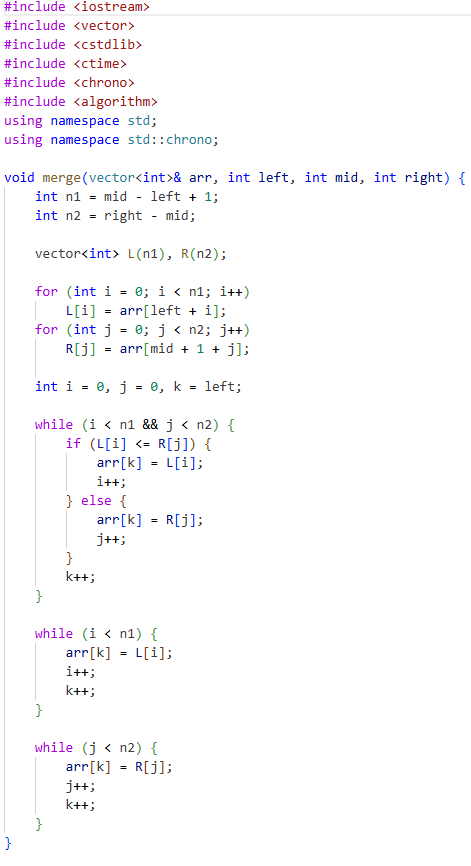 #include <iostream>
#include <vector>
#include <cstdlib>
#include <ctime>
#include <chrono>
#include <algorithm>
using namespace std;
using namespace std::chrono;

void merge(vector<int>& arr, int left, int mid, int right) {
    int n1 = mid - left + 1;
    int n2 = right - mid;

    vector<int> L(n1), R(n2);

    for (int i = 0; i < n1; i++)
        L[i] = arr[left + i];
    for (int j = 0; j < n2; j++)
        R[j] = arr[mid + 1 + j];

    int i = 0, j = 0, k = left;

    while (i < n1 && j < n2) {
        if (L[i] <= R[j]) {
            arr[k] = L[i];
            i++;
        } else {
            arr[k] = R[j];
            j++;
        }
        k++;
    }

    while (i < n1) {
        arr[k] = L[i];
        i++;
        k++;
    }

    while (j < n2) {
        arr[k] = R[j];
        j++;
        k++;
    }
}